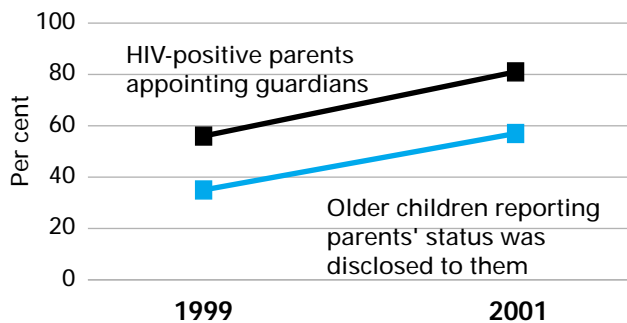 100
80
60
40
20
0
Per cent
HIV-positive parents
appointing guardians
Older children reporting
parents' status was
disclosed to them
1999
2001